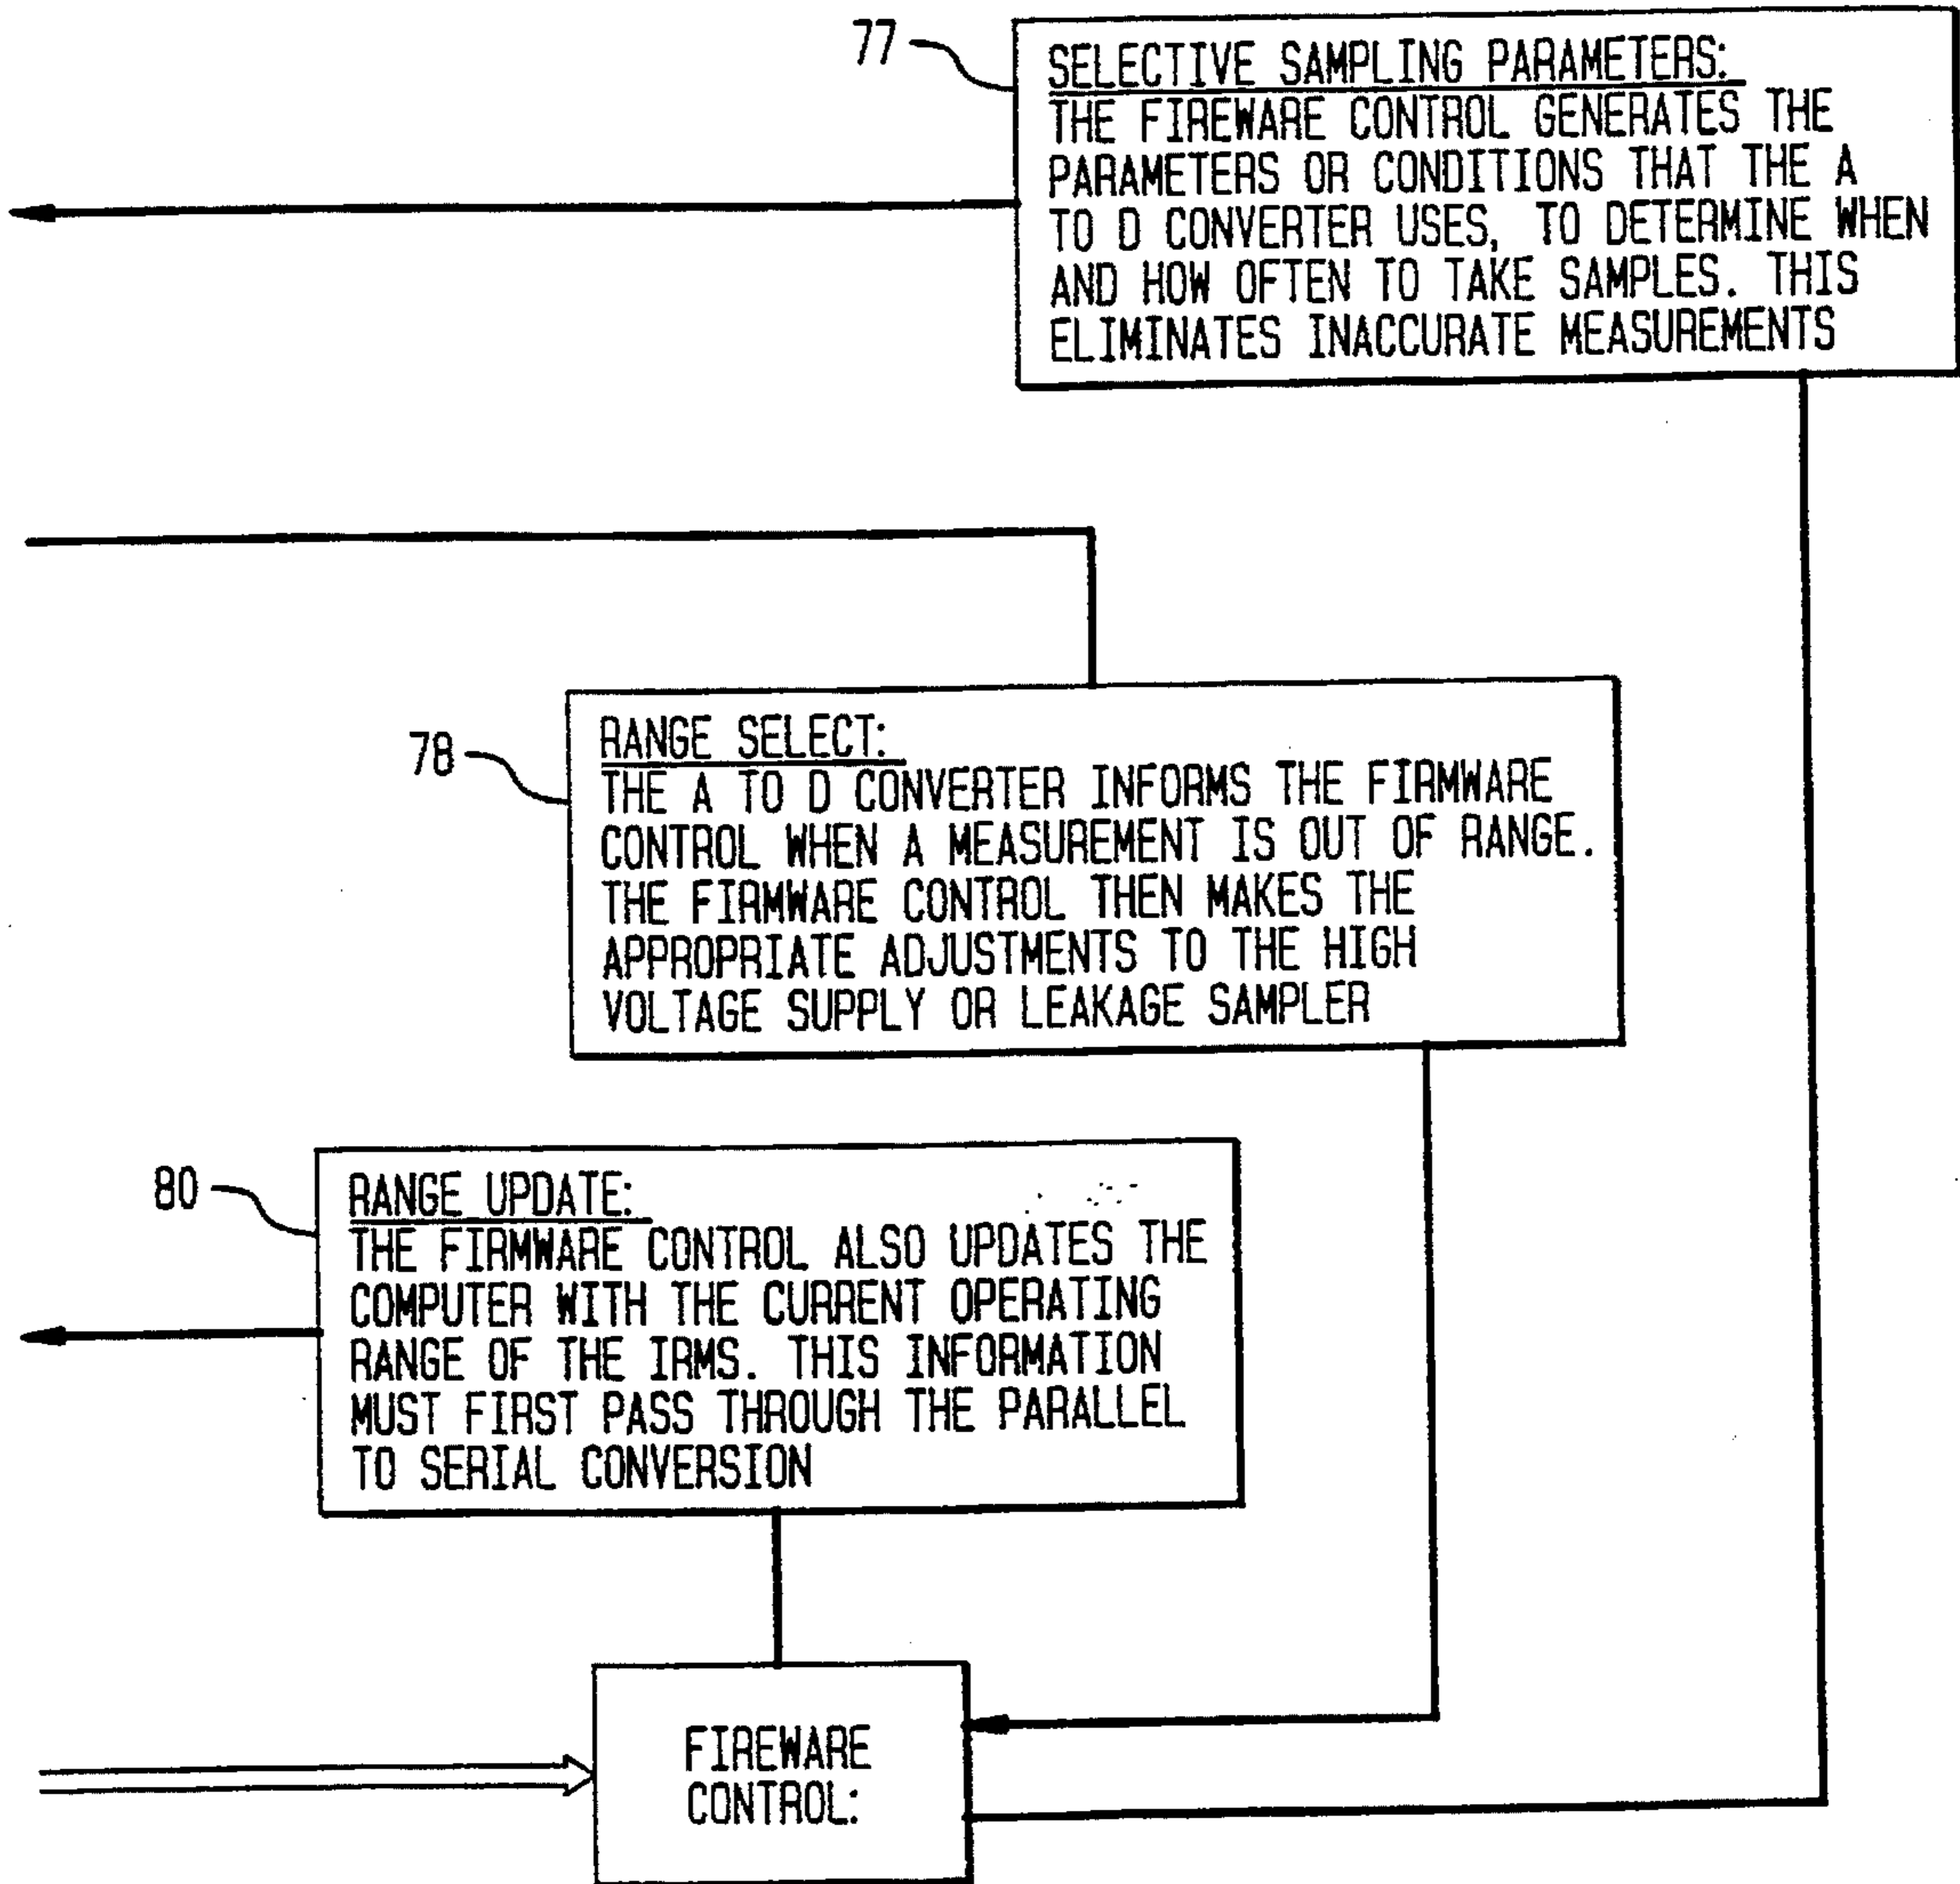 77
SELECTIVE SAMPLING PARAMETERS:
THE FIREWARE CONTROL GENERATES THE
PARAMETERS OR CONDITIONS THAT THE A
TO D CONVERTER USES, TO DETERMINE WHEN
AND HOW OFTEN TO TAKE SAMPLES. THIS
ELIMINATES INACCURATE MEASUREMENTS
78
RANGE SELECT:
THE A TO D CONVERTER INFORMS THE FIRMWARE
CONTROL WHEN A MEASUREMENT IS OUT OF RANGE.
THE FIRMWARE CONTROL THEN MAKES THE
APPROPRIATE ADJUSTMENTS TO THE HIGH
VOLTAGE SUPPLY OR LEAKAGE SAMPLER
80
RANGE UPDATE:
THE FIRMWARE CONTROL ALSO UPDATES THE
COMPUTER WITH THE CURRENT OPERATING
RANGE OF THE IRMS. THIS INFORMATION
MUST FIRST PASS THROUGH THE PARALLEL
TO SERIAL CONVERSION
FIREWARE
CONTROL: